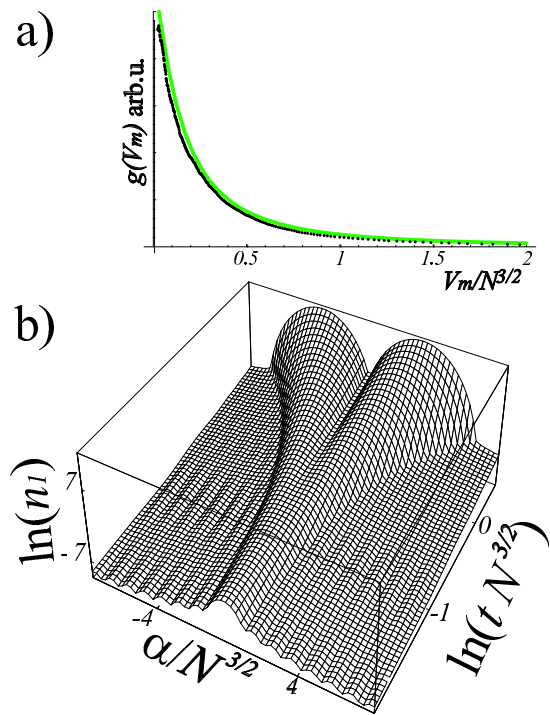 a)
g(Vm) arb.u.
0.5 1 1.5 2
Vm/N3/2
b)
ln(n1)
7
-7
-4
4
α/N3/2
0
-1
ln(t N3/2)